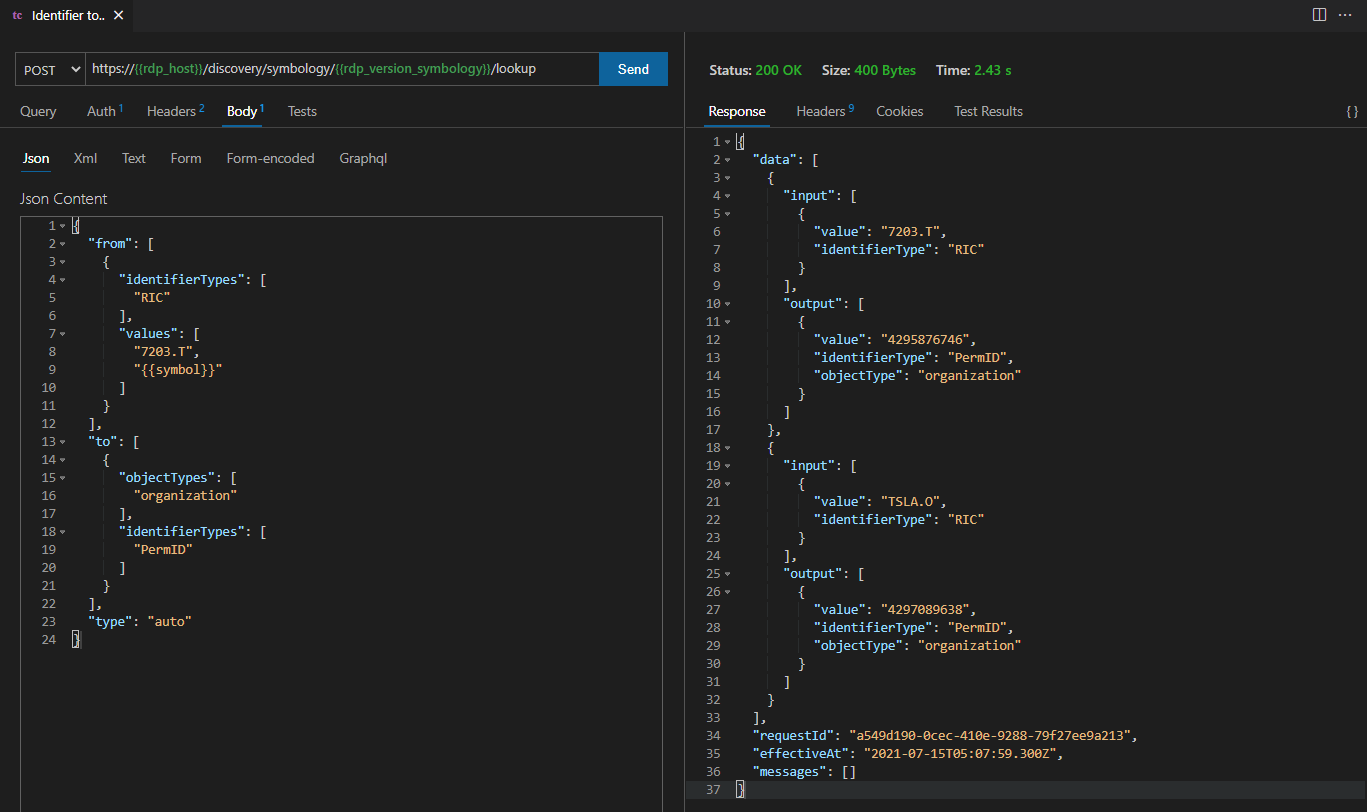 tc Identifier to..
POST https://{{rdp_host}}/discovery/symbology/{{rdp_version_symbology}}/lookup Send
Query Auth 1 Headers 2 Body 1 Tests
Json Xml Text Form Form-encoded Graphql
Json Content
1 {
2 "from": [
3 {
4 "identifierTypes": [
5 "RIC"
6 ],
7 "values": [
8 "7203.T",
9 "{{symbol}}"
10 ]
11 }
12 ],
13 "to": [
14 {
15 "objectTypes": [
16 "organization"
17 ],
18 "identifierTypes": [
19 "PermID"
20 ]
21 }
22 ],
23 "type": "auto"
24 }
Status: 200 OK Size: 400 Bytes Time: 2.43 s
Response Headers 9 Cookies Test Results { }
1 {
2 "data": [
3 {
4 "input": [
5 {
6 "value": "7203.T",
7 "identifierType": "RIC"
8 }
9 ],
10 "output": [
11 {
12 "value": "4295876746",
13 "identifierType": "PermID",
14 "objectType": "organization"
15 }
16 ]
17 },
18 {
19 "input": [
20 {
21 "value": "TSLA.O",
22 "identifierType": "RIC"
23 }
24 ],
25 "output": [
26 {
27 "value": "4297089638",
28 "identifierType": "PermID",
29 "objectType": "organization"
30 }
31 ]
32 }
33 ],
34 "requestId": "a549d190-0cec-410e-9288-79f27ee9a213",
35 "effectiveAt": "2021-07-15T05:07:59.300Z",
36 "messages": []
37 }